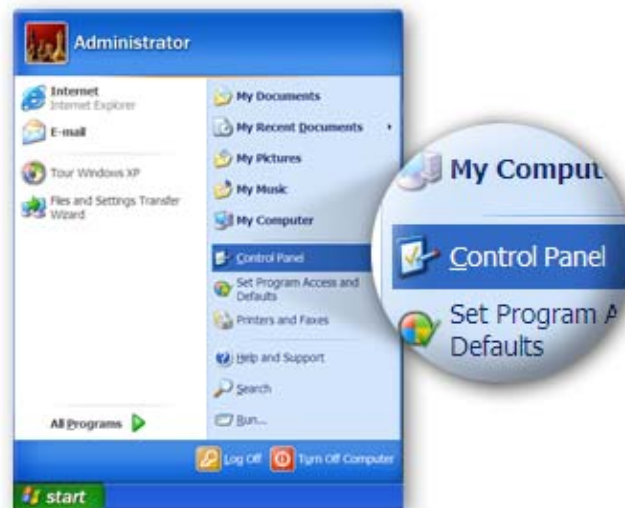 Administrator
Internet
Internet Explorer
E-mail
Tour Windows XP
Files and Settings Transfer
Wizard
All Programs
My Documents
My Recent Documents
My Pictures
My Music
My Computer
Control Panel
Set Program Access and
Defaults
Printers and Faxes
Help and Support
Search
Run...
Log Off
Turn Off Computer
start
My Comput
Control Panel
Set Program A
Defaults